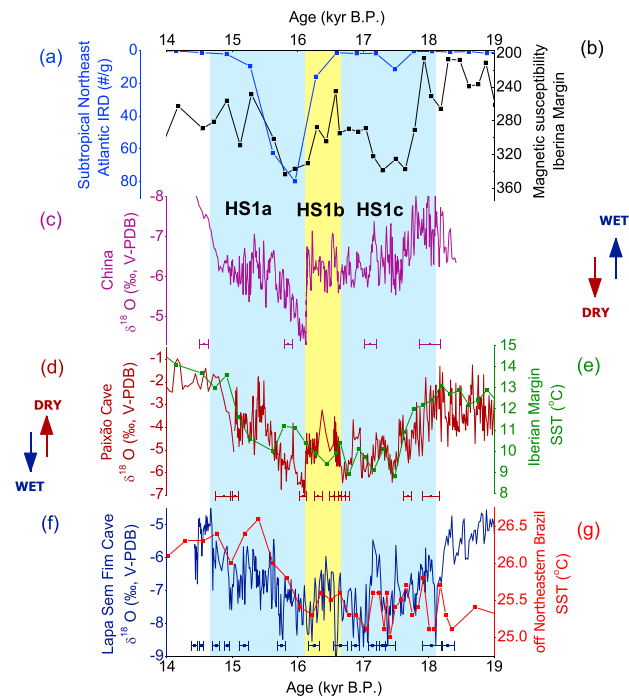 Age (kyr B.P.)
14 15 16 17 18 19
(a)
(b)
0
20
40
60
80
Subtropical Northeast
Atlantic IRD (#/g)
200
240
280
320
360
Magnetic susceptibility
Iberina Margin
HS1a
HS1b
HS1c
(c)
-8
-7
-6
-5
China
δ18 O (‰, V-PDB)
WET
DRY
(d)
(e)
-1
-2
-3
-4
-5
-6
-7
Paixão Cave
δ18 O (‰, V-PDB)
15
14
13
12
11
10
9
8
Iberian Margin
SST (°C)
DRY
WET
(f)
(g)
-5
-6
-7
-8
-9
Lapa Sem Fim Cave
δ18 O (‰, V-PDB)
26.5
26.0
25.5
25.0
off Northeastern Brazil
SST (°C)
14 15 16 17 18 19
Age (kyr B.P.)